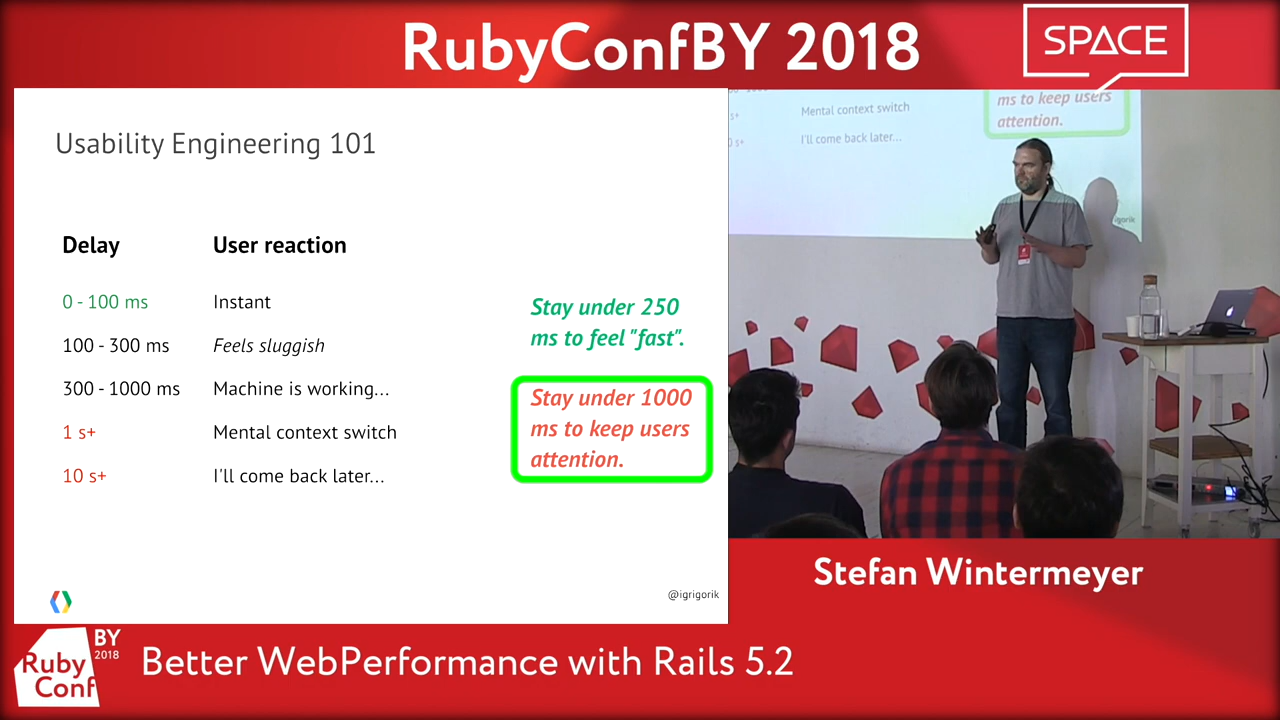 RubyConfBY 2018
SPACE
Usability Engineering 101
Delay User reaction
0 - 100 ms Instant
100 - 300 ms Feels sluggish
300 - 1000 ms Machine is working...
1 s+ Mental context switch
10 s+ I'll come back later...
Stay under 250
ms to feel "fast".
Stay under 1000
ms to keep users
attention.
@igrigorik
s+ Mental context switch
0 s+ I'll come back later...
ms to keep users
attention.
igrigorik
Stefan Wintermeyer
Ruby
Conf
BY
2018
Better WebPerformance with Rails 5.2